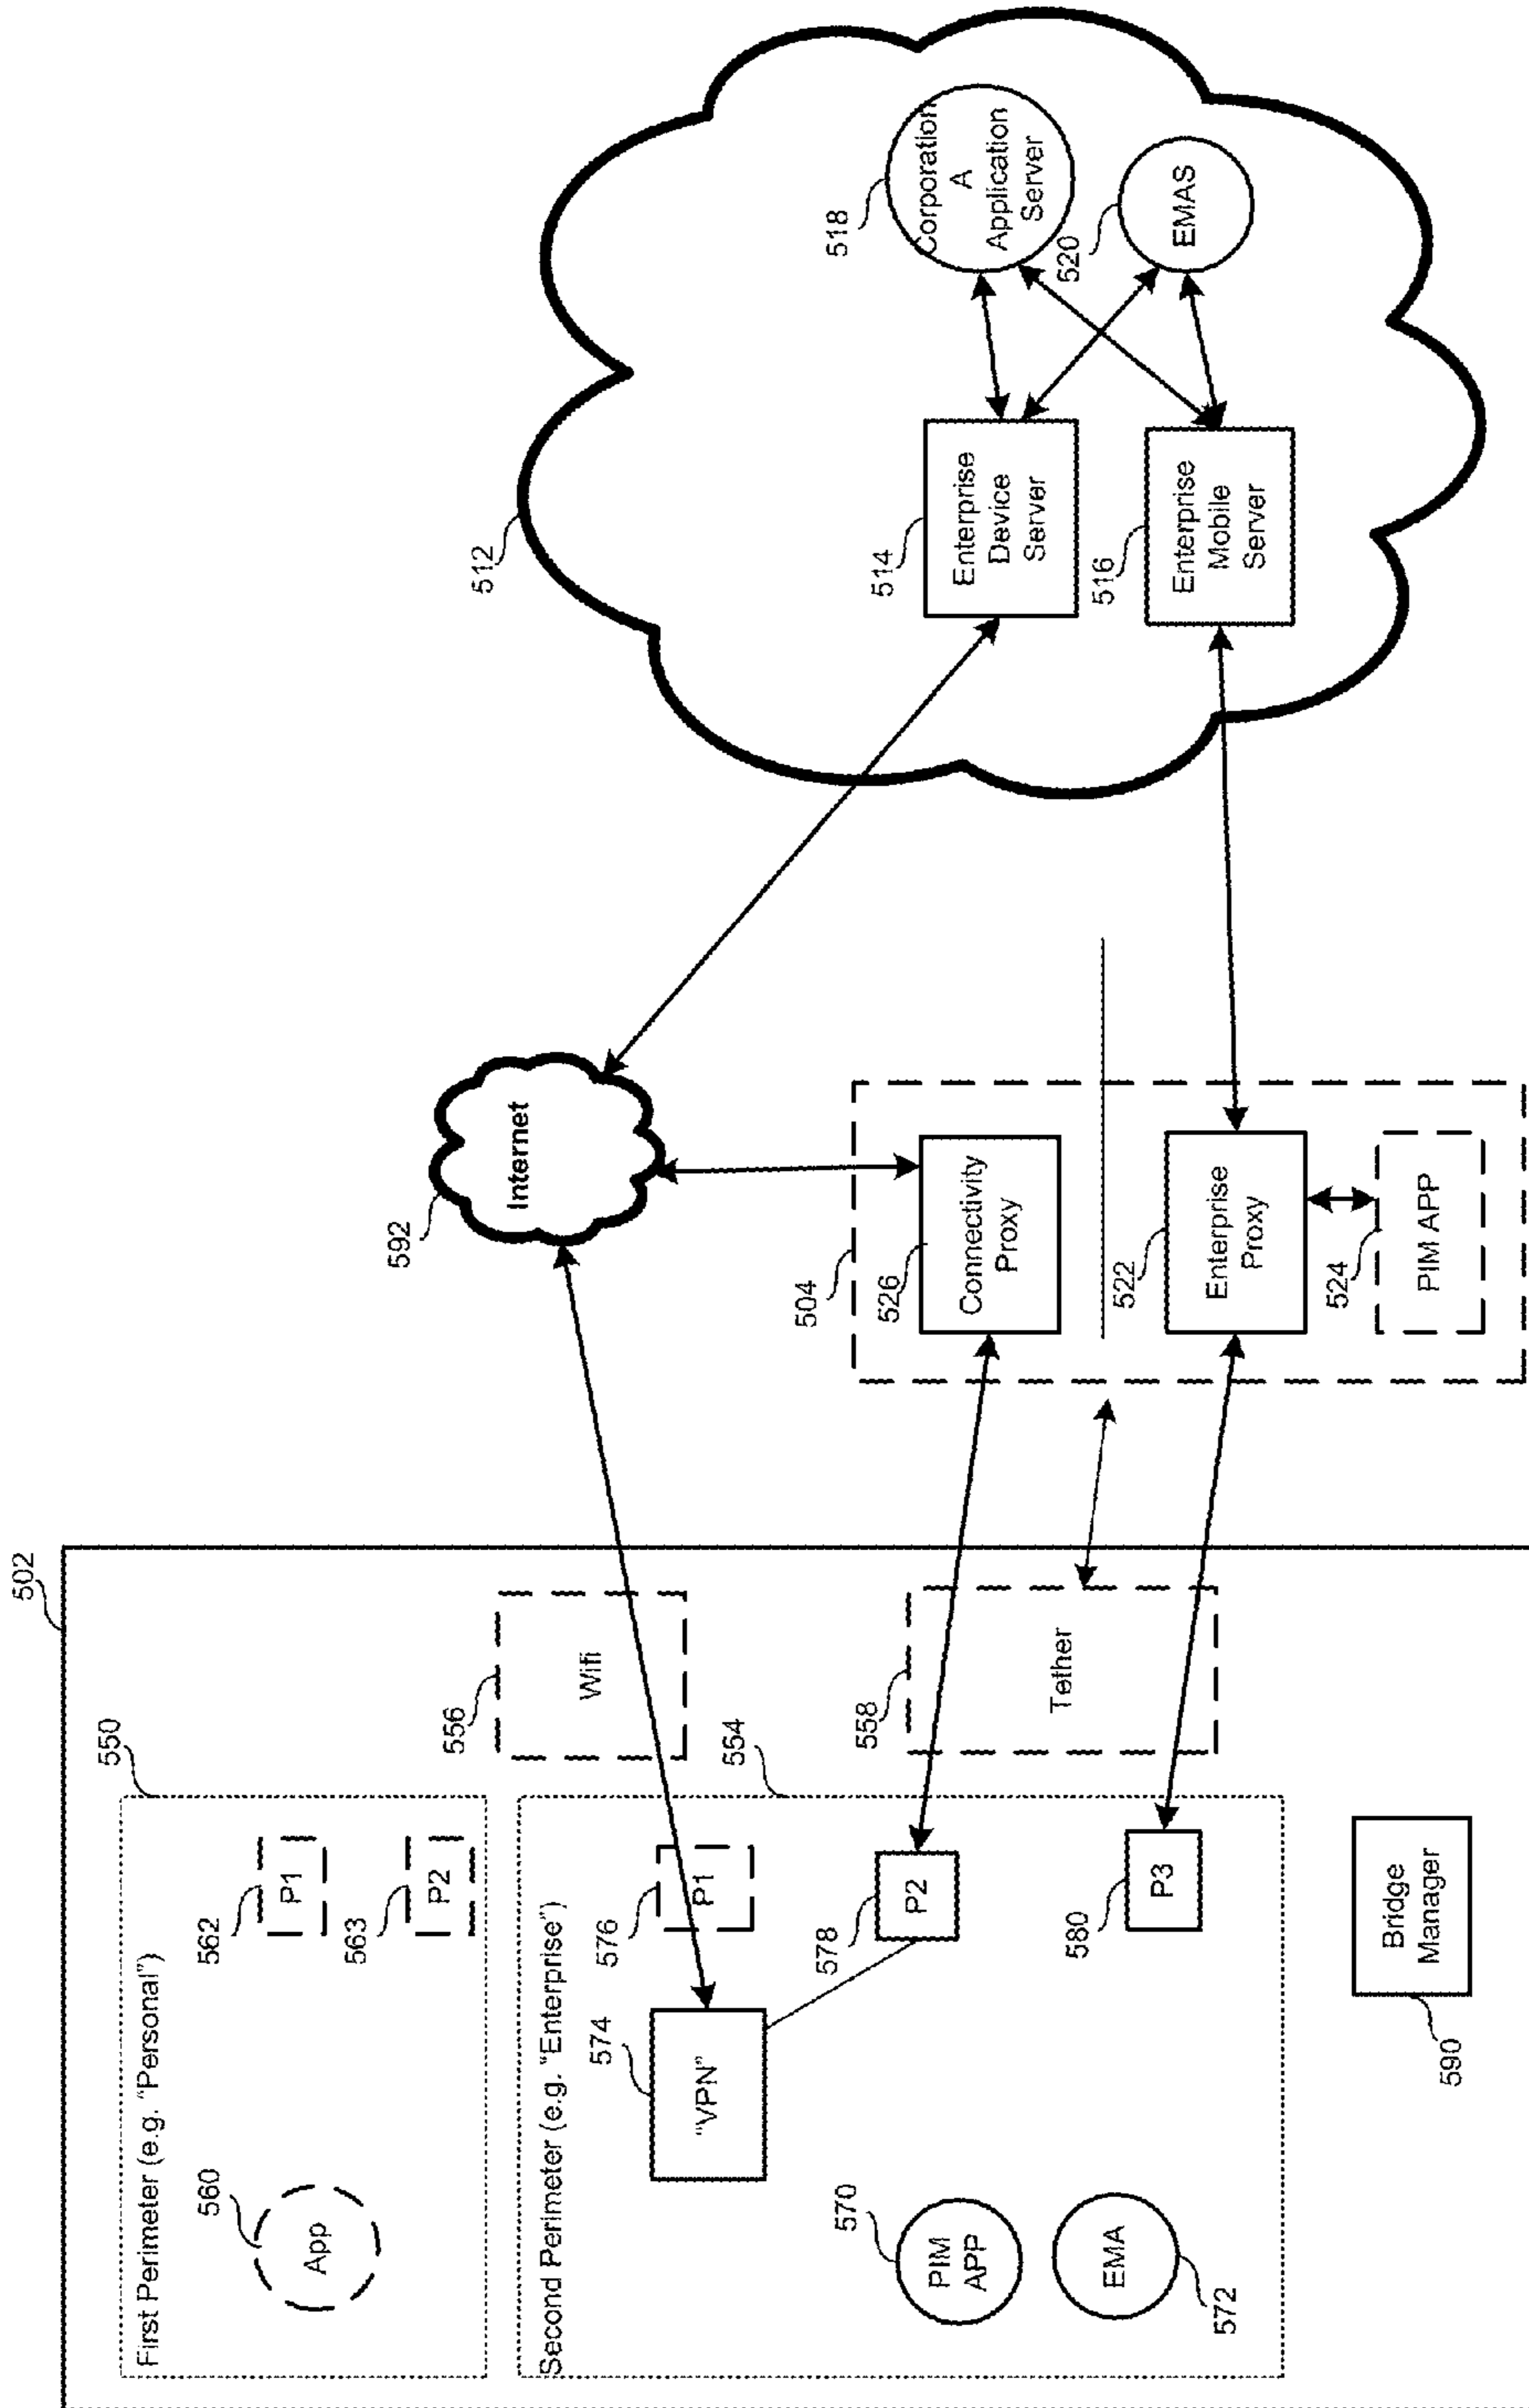 502
First Perimeter (e.g. “Personal”)
550
560
App
562
P1
563
P2
Second Perimeter (e.g. “Enterprise”)
554
574
“VPN”
576
P1
578
P2
580
P3
570
PIM
APP
EMA
572
556
Wifi
558
Tether
Bridge
Manager
590
592
Internet
504
526
Connectivity
Proxy
522
Enterprise
Proxy
524
PIM APP
512
514
Enterprise
Device
Server
516
Enterprise
Mobile
Server
518
Corporation
A
Application
Server
520
EMAS